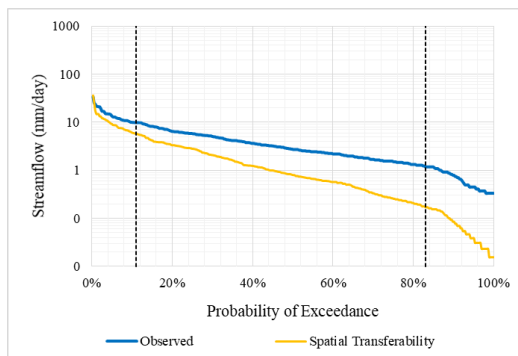 1000
100
10
1
0
0
Streamflow (mm/day)
0% 20% 40% 60% 80% 100%
Probability of Exceedance
Observed Spatial Transferability